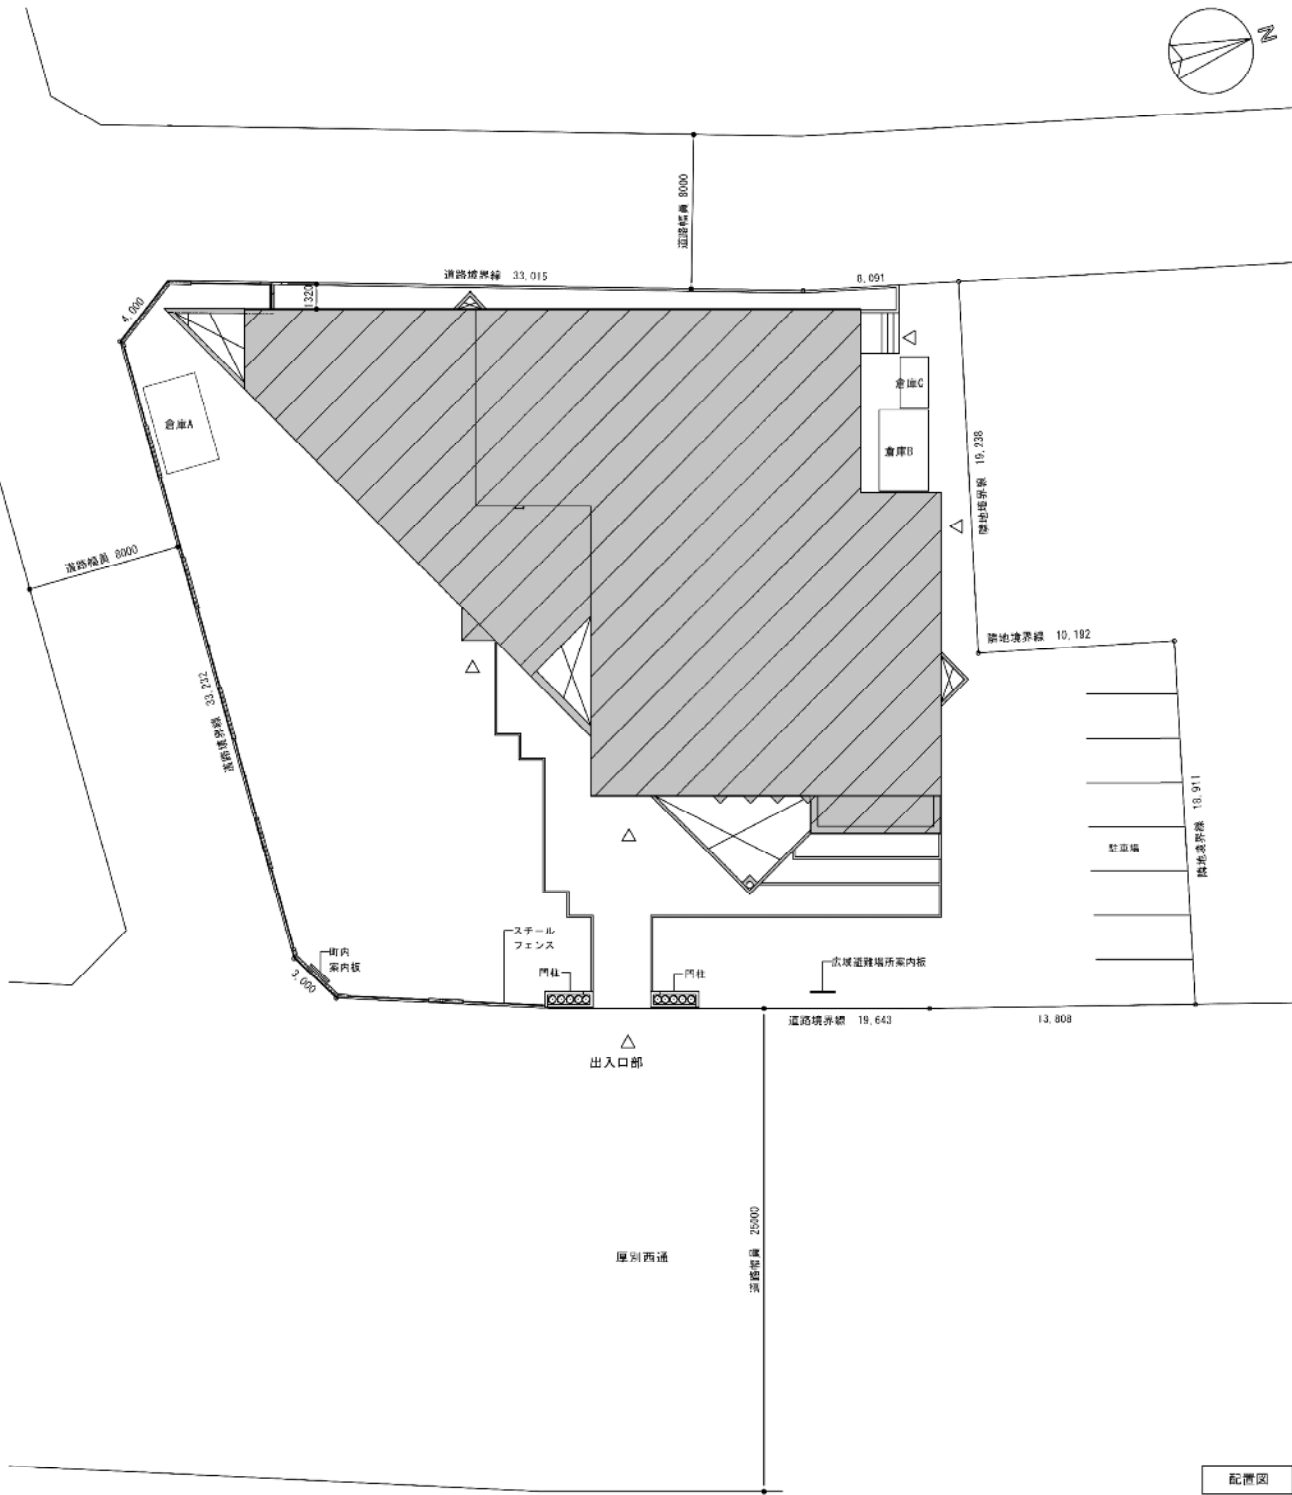 N
道路幅員 8000
道路境界線 33,015
6,091
1320
4,000
倉庫C
倉庫A
倉庫B
隣地境界線 19,238
道路幅員 8000
隣地境界線 10,192
道路境界線 33,232
隣地境界線 18,911
駐車場
スチール
フェンス
町内
案内板
門柱
門柱
広域避難場所案内板
3,000
道路境界線 19,643
13,808
出入口部
厚別西通
道路幅員 25000
配置図